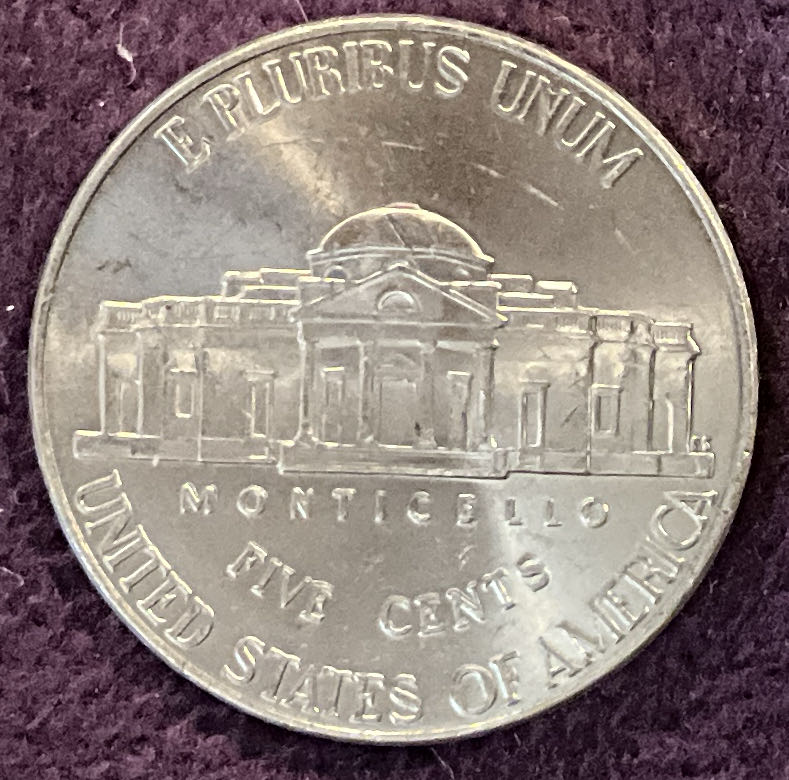 E PLURIBUS UNUM
MONTICELLO
FIVE CENTS
UNITED STATES OF AMERICA